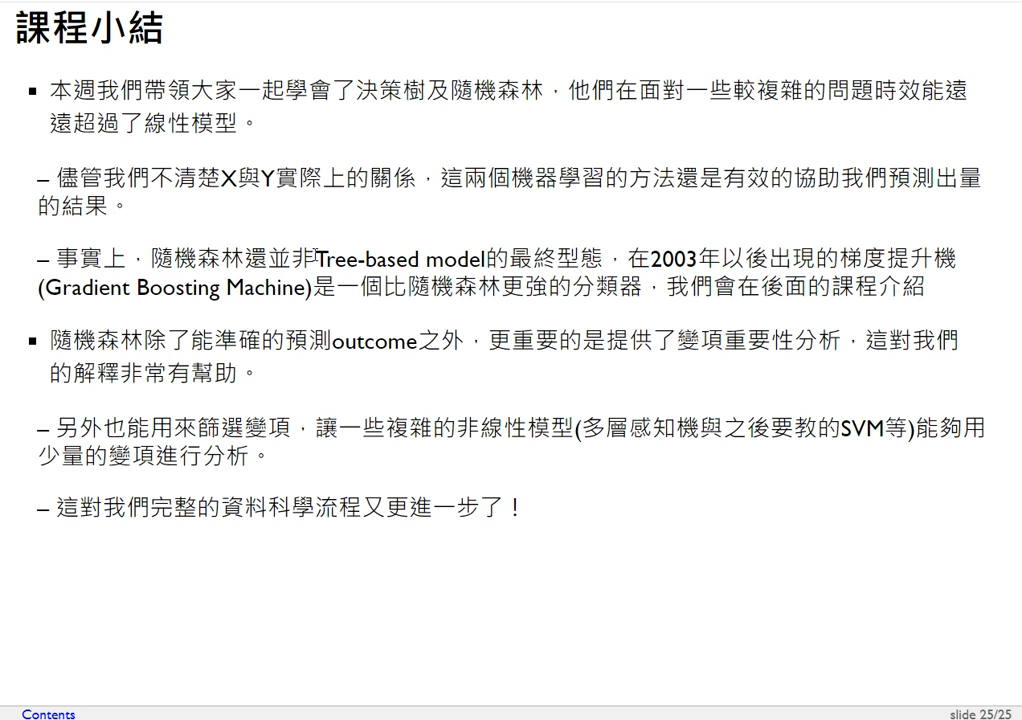 課程小結
▪ 本週我們帶領大家一起學會了決策樹及隨機森林，他們在面對一些較複雜的問題時效能遠
遠超過了線性模型。
– 儘管我們不清楚X與Y實際上的關係，這兩個機器學習的方法還是有效的協助我們預測出量
的結果。
– 事實上，隨機森林還並非Tree-based model的最終型態，在2003年以後出現的梯度提升機
(Gradient Boosting Machine)是一個比隨機森林更強的分類器，我們會在後面的課程介紹
▪ 隨機森林除了能準確的預測outcome之外，更重要的是提供了變項重要性分析，這對我們
的解釋非常有幫助。
– 另外也能用來篩選變項，讓一些複雜的非線性模型(多層感知機與之後要教的SVM等)能夠用
少量的變項進行分析。
– 這對我們完整的資料科學流程又更進一步了！
Contents
slide 25/25